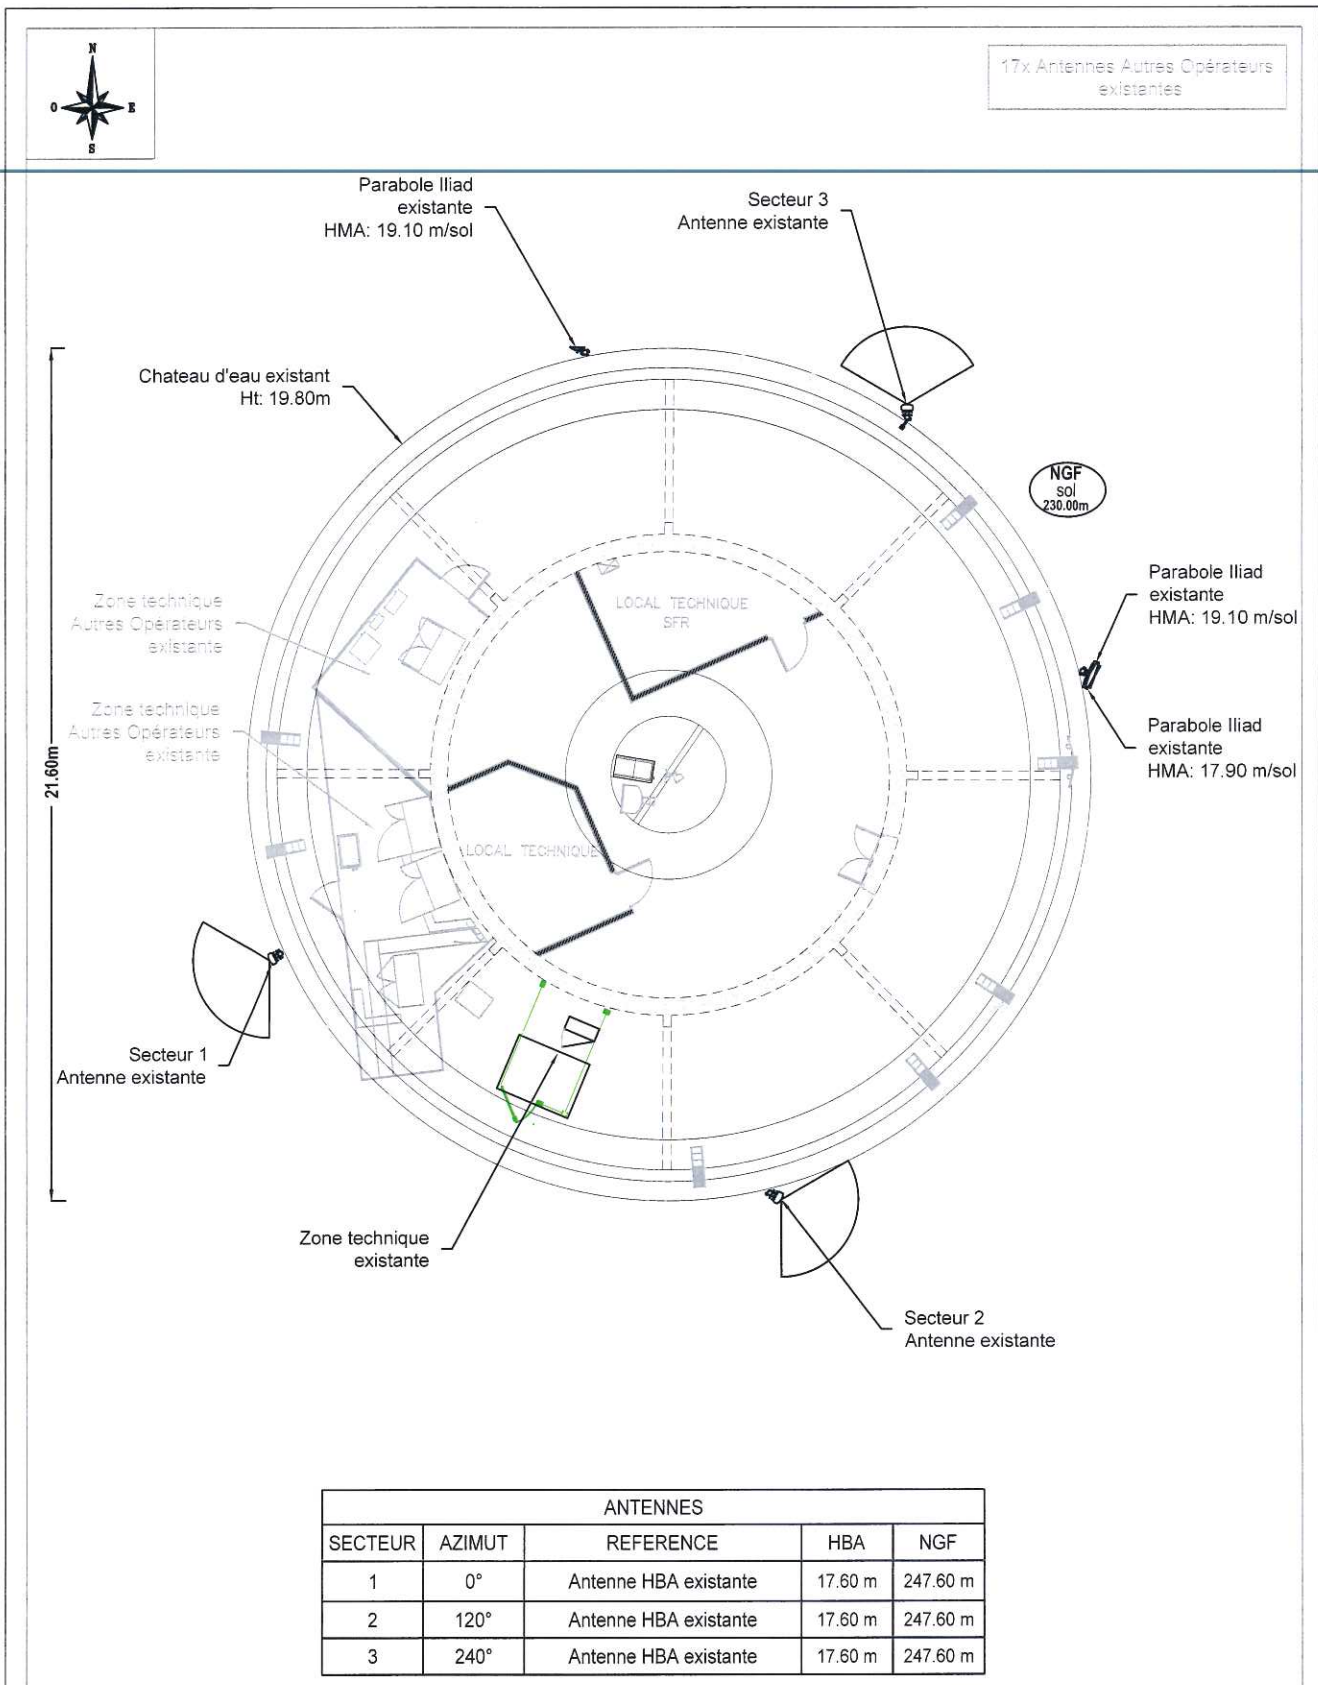 N
O
E
S
17x Antennes Autres Opérateurs
existantes
Parabole Iliad
existante
HMA: 19.10 m/sol
Secteur 3
Antenne existante
Chateau d'eau existant
Ht: 19.80m
NGF
sol
230.00m
Parabole Iliad
existante
HMA: 19.10 m/sol
Zone technique
Autres Opérateurs
existante
LOCAL TECHNIQUE
SFR
Zone technique
Autres Opérateurs
existante
Parabole Iliad
existante
HMA: 17.90 m/sol
21.60m
LOCAL TECHNIQUE
Secteur 1
Antenne existante
Zone technique
existante
Secteur 2
Antenne existante
ANTENNES
SECTEUR AZIMUT REFERENCE HBA NGF
1 0° Antenne HBA existante 17.60 m 247.60 m
2 120° Antenne HBA existante 17.60 m 247.60 m
3 240° Antenne HBA existante 17.60 m 247.60 m